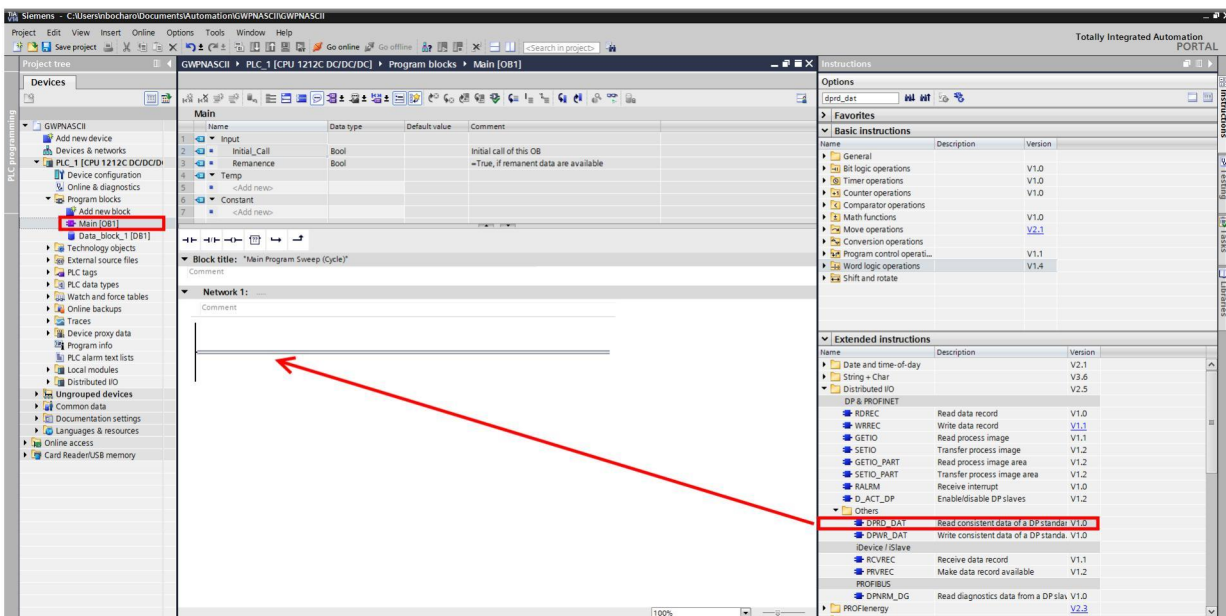 Siemens - C:\Users\nbocharo\Documents\Automation\GWPNASCII\GWPNASCII
Project Edit View Insert Online Options Tools Window Help
Save project Go online Go offline <Search in project>
Totally Integrated Automation
PORTAL
Project tree
GWPNASCII ▸ PLC_1 [CPU 1212C DC/DC/DC] ▸ Program blocks ▸ Main [OB1]
Instructions
Devices
PLC programming
GWPNASCII
Add new device
Devices & networks
PLC_1 [CPU 1212C DC/DC/D
Device configuration
Online & diagnostics
Program blocks
Add new block
Main [OB1]
Data_block_1 [DB1]
Technology objects
External source files
PLC tags
PLC data types
Watch and force tables
Online backups
Traces
Device proxy data
Program info
PLC alarm text lists
Local modules
Distributed I/O
Ungrouped devices
Common data
Documentation settings
Languages & resources
Online access
Card Reader/USB memory
Main
Name Data type Default value Comment
1 Input
2 Initial_Call Bool Initial call of this OB
3 Remanence Bool =True, if remanent data are available
4 Temp
5 <Add new>
6 Constant
7 <Add new>
Block title: "Main Program Sweep (Cycle)"
Comment
Network 1: .....
Comment
100%
Options
dprd_dat
Favorites
Basic instructions
Name Description Version
General
Bit logic operations V1.0
Timer operations V1.0
Counter operations V1.0
Comparator operations
Math functions V1.0
Move operations V2.1
Conversion operations
Program control operati... V1.1
Word logic operations V1.4
Shift and rotate
Extended instructions
Name Description Version
Date and time-of-day V2.1
String + Char V3.6
Distributed I/O V2.5
DP & PROFINET
RDREC Read data record V1.0
WRREC Write data record V1.1
GETIO Read process image V1.1
SETIO Transfer process image V1.2
GETIO_PART Read process image area V1.2
SETIO_PART Transfer process image area V1.2
RALRM Receive interrupt V1.0
D_ACT_DP Enable/disable DP slaves V1.2
Others
DPRD_DAT Read consistent data of a DP standar V1.0
DPWR_DAT Write consistent data of a DP standa. V1.0
iDevice / iSlave
RCVREC Receive data record V1.1
PRVREC Make data record available V1.2
PROFIBUS
DPNRM_DG Read diagnostics data from a DP slav V1.0
PROFIenergy V2.3
Instructions
Testing
Tasks
Libraries